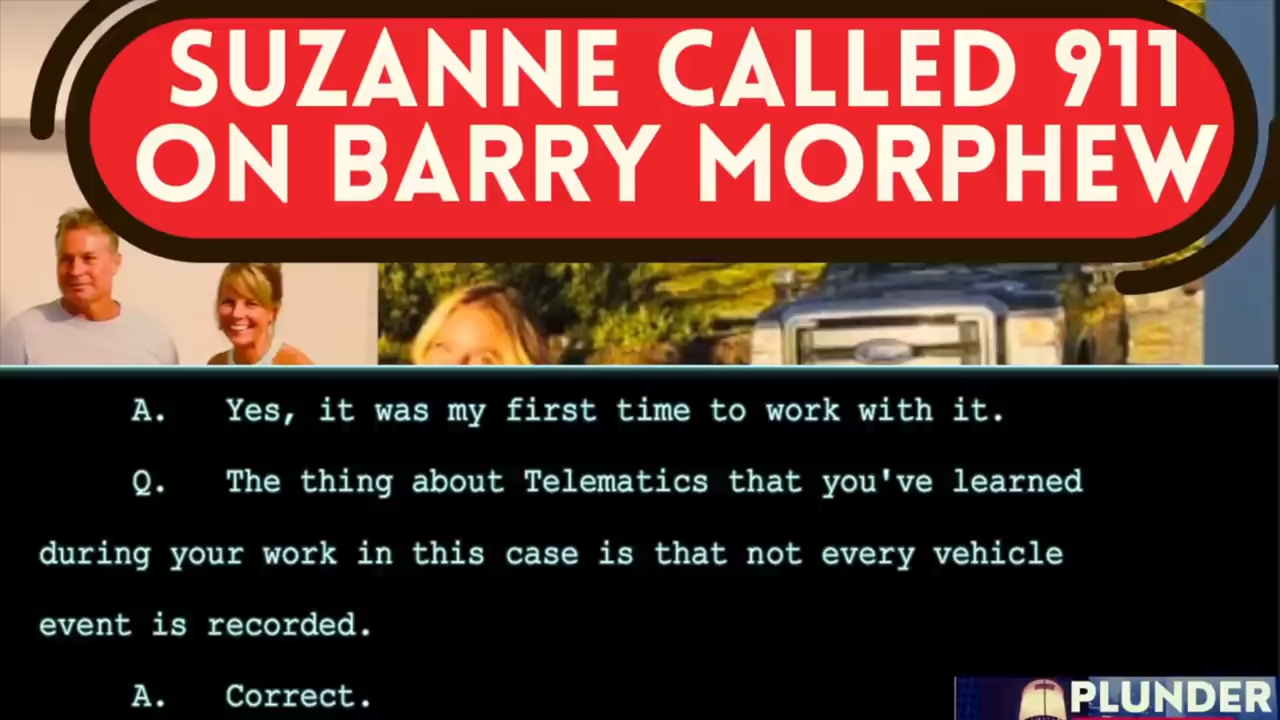 SUZANNE CALLED 911
ON BARRY MORPHEW
A. Yes, it was my first time to work with it.
Q. The thing about Telematics that you've learned
during your work in this case is that not every vehicle
event is recorded.
A. Correct.
PLUNDER